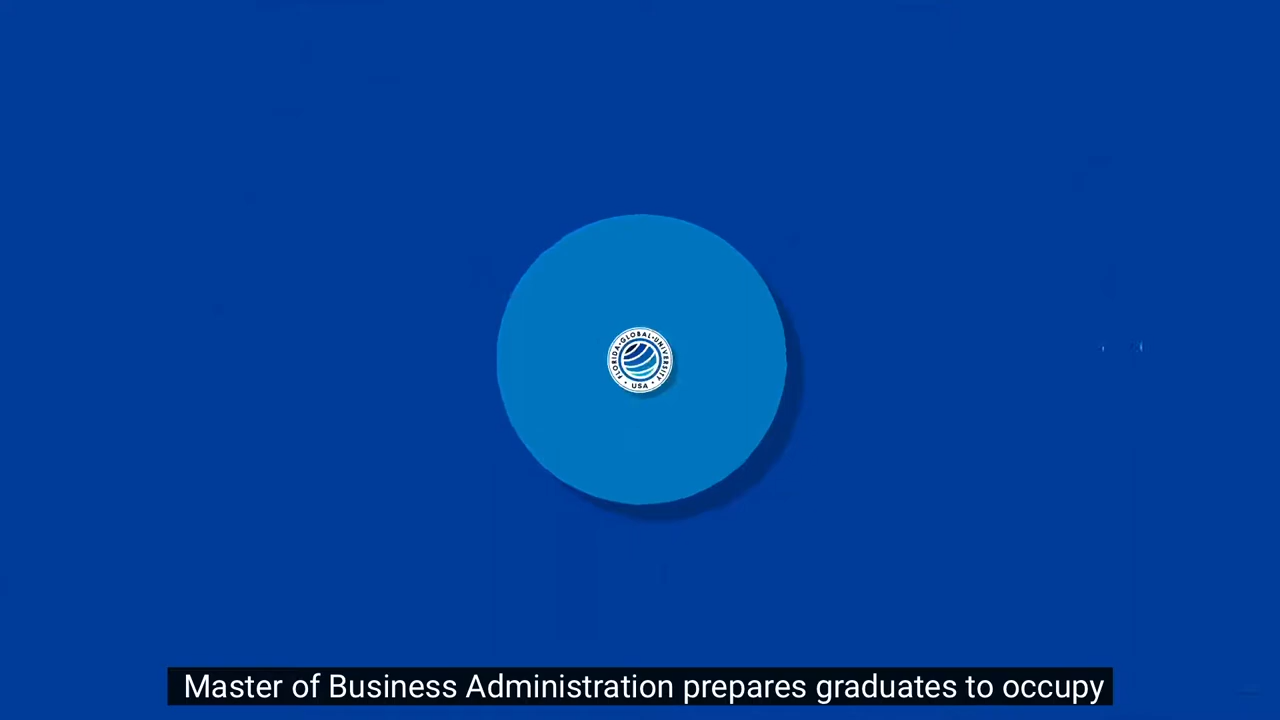 FLORIDA·GLOBAL·UNIVERSITY
· USA ·
Master of Business Administration prepares graduates to occupy